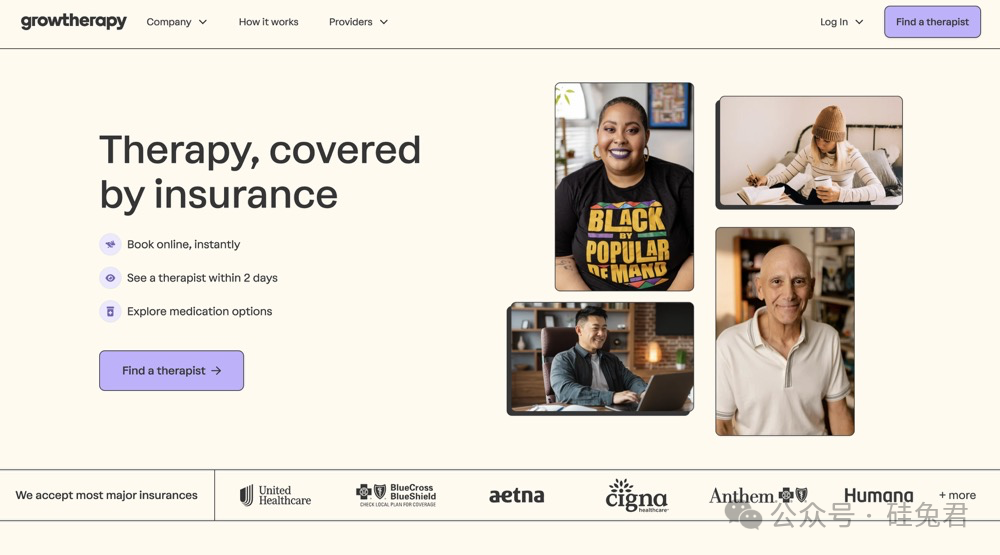 growtherapy
Company
How it works
Providers
Log In
Find a therapist
Therapy, covered
by insurance
Book online, instantly
See a therapist within 2 days
Explore medication options
Find a therapist →
BLACK
BY
POPULAR
DEMAND
We accept most major insurances
United
Healthcare
BlueCross
BlueShield
CHECK LOCAL PLAN FOR COVERAGE
aetna
cigna
healthcare
Anthem
Humana
+ more
公众号 · 硅兔君